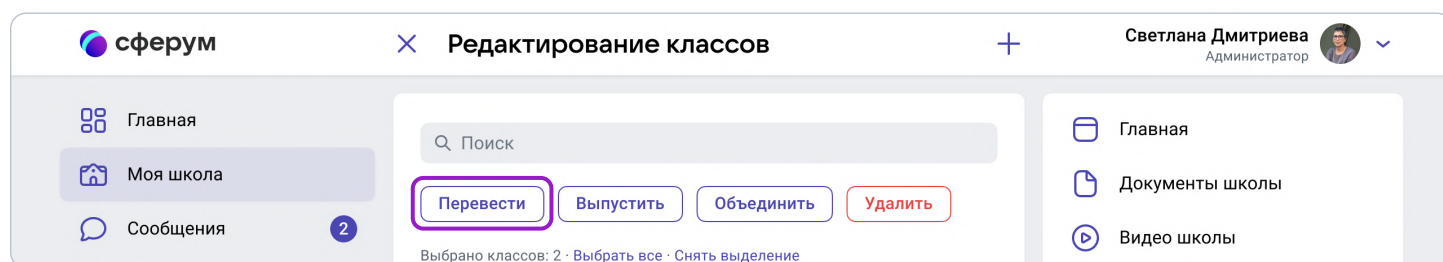 сферум
Редактирование классов
Светлана Дмитриева
Администратор
Главная
Моя школа
Сообщения 2
Поиск
Перевести Выпустить Объединить Удалить
Выбрано классов: 2 · Выбрать все · Снять выделение
Главная
Документы школы
Видео школы